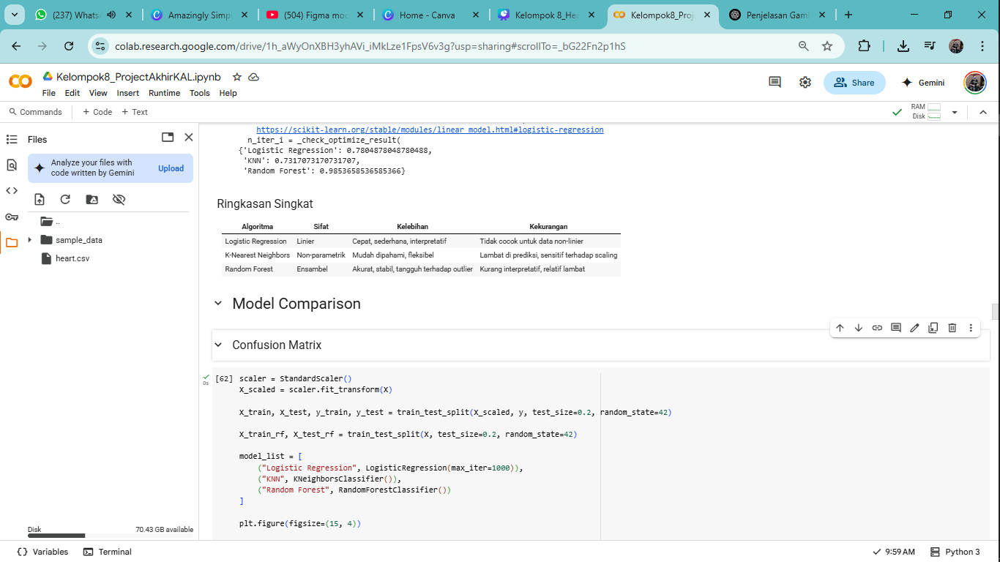 (237) Whats
Amazingly Simpl
(504) Figma moc
Home - Canva
Kelompok 8_Hea
Kelompok8_Proj
Penjelasan Gam
colab.research.google.com/drive/1h_aWyOnXBH3yhAVi_iMkLze1FpsV6v3g?usp=sharing#scrollTo=_bG22Fn2p1hS
Kelompok8_ProjectAkhirKAL.ipynb
File Edit View Insert Runtime Tools Help
Share
Gemini
Commands + Code + Text
RAM
Disk
Files
Analyze your files with
code written by Gemini
Upload
..
sample_data
heart.csv
Disk 70.43 GB available
https://scikit-learn.org/stable/modules/linear_model.html#logistic-regression
n_iter_i = _check_optimize_result(
{'Logistic Regression': 0.7804878048780488,
'KNN': 0.7317073170731707,
'Random Forest': 0.9853658536585366}
Ringkasan Singkat
Algoritma Sifat Kelebihan Kekurangan
Logistic Regression Linier Cepat, sederhana, interpretatif Tidak cocok untuk data non-linier
K-Nearest Neighbors Non-parametrik Mudah dipahami, fleksibel Lambat di prediksi, sensitif terhadap scaling
Random Forest Ensambel Akurat, stabil, tangguh terhadap outlier Kurang interpretatif, relatif lambat
Model Comparison
Confusion Matrix
0s
[62] scaler = StandardScaler()
X_scaled = scaler.fit_transform(X)
X_train, X_test, y_train, y_test = train_test_split(X_scaled, y, test_size=0.2, random_state=42)
X_train_rf, X_test_rf = train_test_split(X, test_size=0.2, random_state=42)
model_list = [
("Logistic Regression", LogisticRegression(max_iter=1000)),
("KNN", KNeighborsClassifier()),
("Random Forest", RandomForestClassifier())
]
plt.figure(figsize=(15, 4))
Variables
Terminal
9:59 AM
Python 3